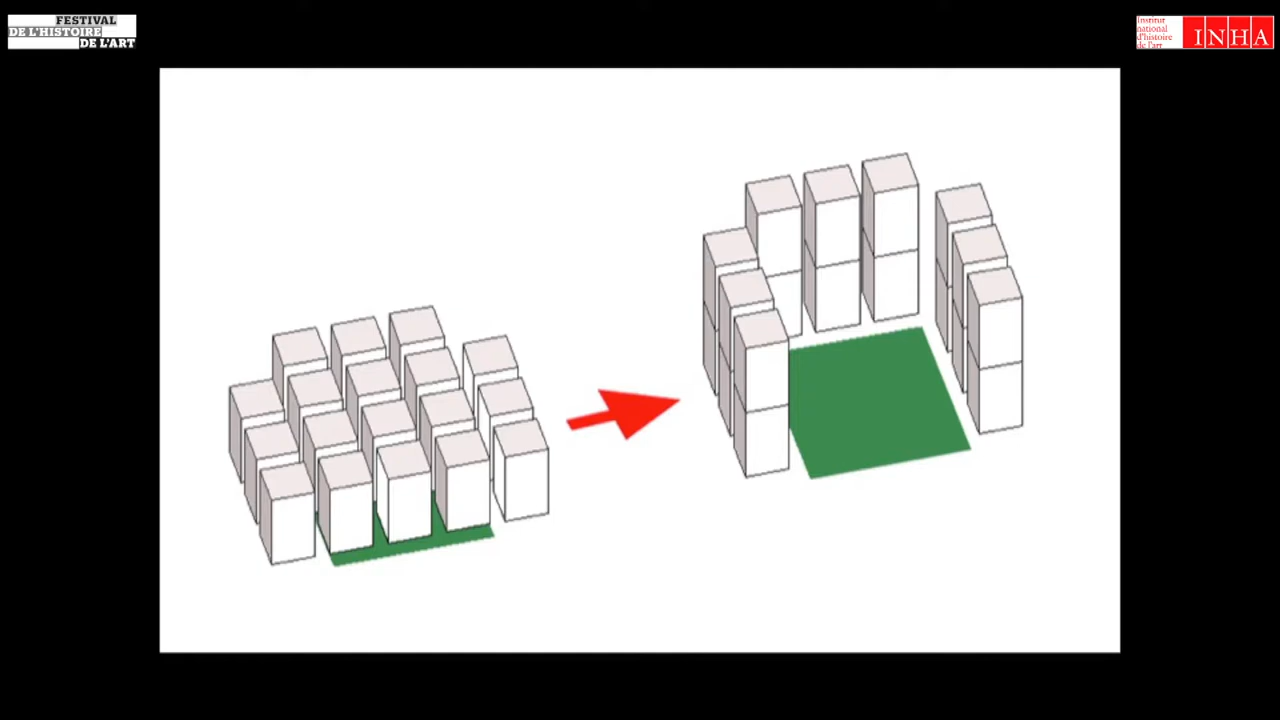 FESTIVAL
DE L'HISTOIRE
DE L'ART
Institut
national
d'histoire
de l'art
INHA